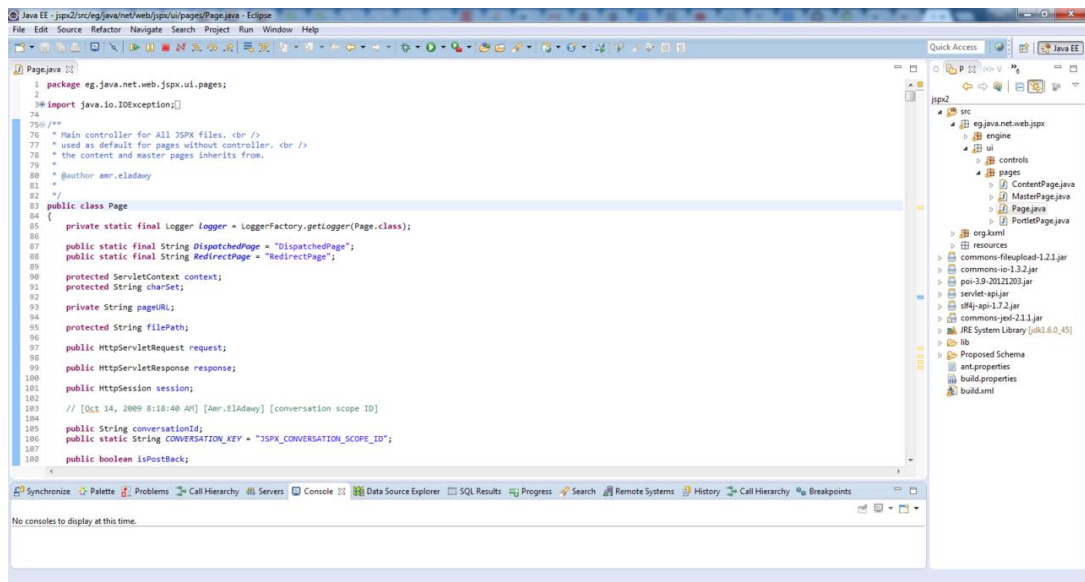 Java EE - jspx2/src/eg/java/net/web/jspx/ui/pages/Page.java - Eclipse
File Edit Source Refactor Navigate Search Project Run Window Help
Quick Access
Java EE
Page.java
1 package eg.java.net.web.jspx.ui.pages;
2
3 import java.io.IOException;
74
75 /**
76 * Main controller for All JSPX files. <br />
77 * used as default for pages without controller. <br />
78 * the content and master pages inherits from.
79 *
80 * @author amr.eladawy
81 *
82 */
83 public class Page
84 {
85 private static final Logger logger = LoggerFactory.getLogger(Page.class);
86
87 public static final String DispatchedPage = "DispatchedPage";
88 public static final String RedirectPage = "RedirectPage";
89
90 protected ServletContext context;
91 protected String charSet;
92
93 private String pageURL;
94
95 protected String filePath;
96
97 public HttpServletRequest request;
98
99 public HttpServletResponse response;
100
101 public HttpSession session;
102
103 // [Oct 14, 2009 8:18:40 AM] [Amr.ElAdawy] [conversation scope ID]
104
105 public String conversationId;
106 public static String CONVERSATION_KEY = "JSPX_CONVERSATION_SCOPE_ID";
107
108 public boolean isPostBack;
P
V
jspx2
src
eg.java.net.web.jspx
engine
ui
controls
pages
ContentPage.java
MasterPage.java
Page.java
PortletPage.java
org.kxml
resources
commons-fileupload-1.2.1.jar
commons-io-1.3.2.jar
poi-3.9-20121203.jar
servlet-api.jar
slf4j-api-1.7.2.jar
commons-jexl-2.1.1.jar
JRE System Library [jdk1.6.0_45]
lib
Proposed Schema
ant.properties
build.properties
build.xml
Synchronize Palette Problems Call Hierarchy Servers Console Data Source Explorer SQL Results Progress Search Remote Systems History Call Hierarchy Breakpoints
No consoles to display at this time.